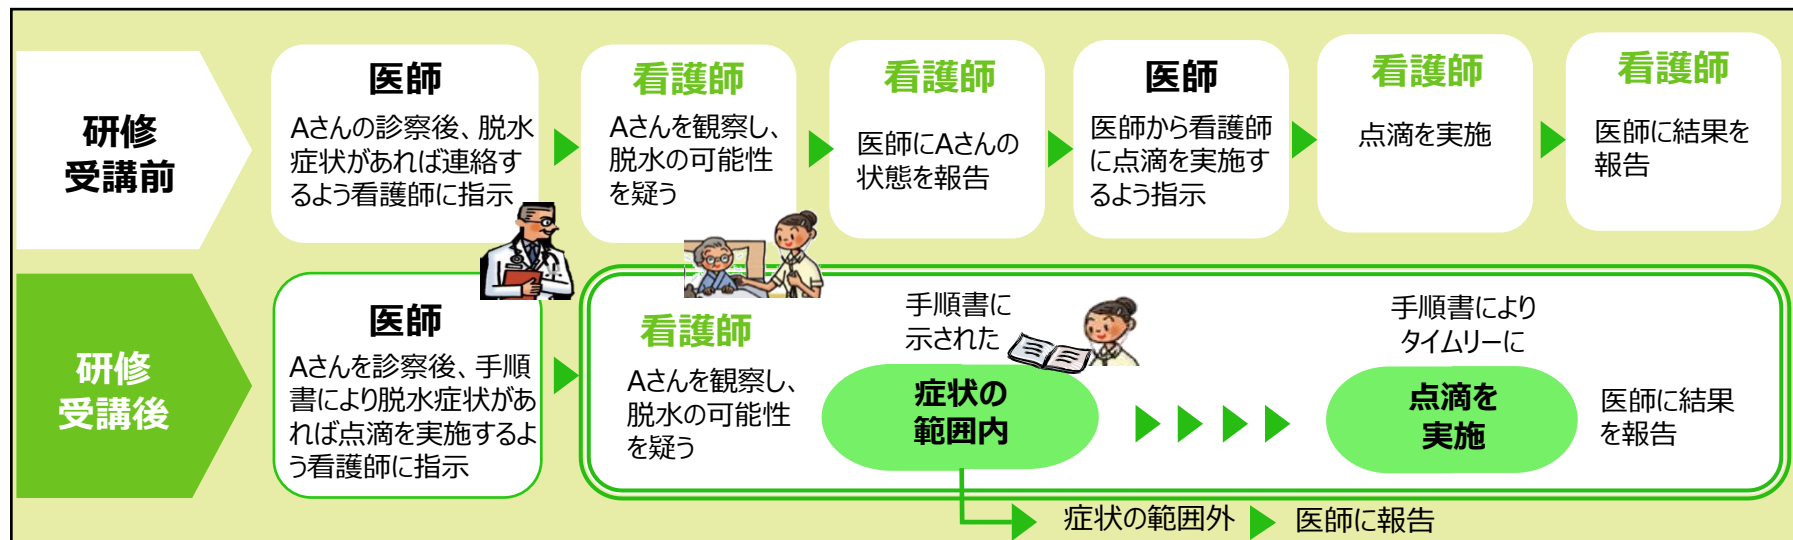 研修
受講前
医師
Aさんの診察後、脱水
症状があれば連絡す
るよう看護師に指示
看護師
Aさんを観察し、
脱水の可能性
を疑う
看護師
医師にAさんの
状態を報告
医師
医師から看護師
に点滴を実施す
るよう指示
看護師
点滴を実施
看護師
医師に結果を
報告
研修
受講後
医師
Aさんを診察後、手順
書により脱水症状があ
れば点滴を実施するよ
う看護師に指示
看護師
Aさんを観察し、
脱水の可能性
を疑う
手順書に
示された
症状の
範囲内
手順書により
タイムリーに
点滴を
実施
医師に結果
を報告
症状の範囲外
医師に報告